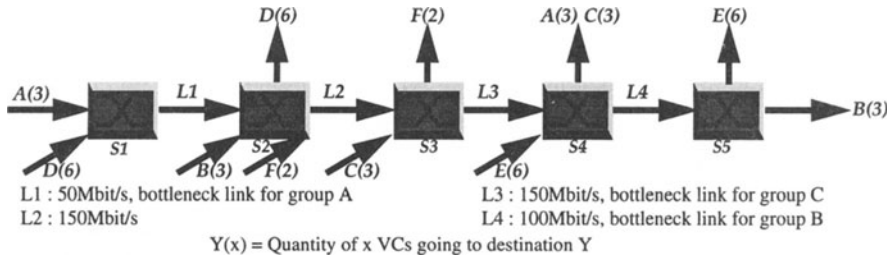 D(6) F(2) A(3) C(3) E(6)
A(3) L1 L2 L3 L4 B(3)
S1 S2 S3 S4 S5
D(6) B(3) F(2) C(3) E(6)
L1 : 50Mbit/s, bottleneck link for group A
L2 : 150Mbit/s
L3 : 150Mbit/s, bottleneck link for group C
L4 : 100Mbit/s, bottleneck link for group B
Y(x) = Quantity of x VCs going to destination Y